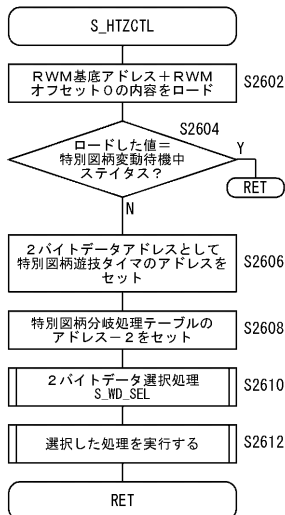 S_HTZCTL
RWM基底アドレス＋RWM
オフセット０の内容をロード
S2602
S2604
ロードした値＝
特別図柄変動待機中
ステイタス？
Y
RET
N
２バイトデータアドレスとして
特別図柄遊技タイマのアドレスを
セット
S2606
特別図柄分岐処理テーブルの
アドレス－２をセット
S2608
２バイトデータ選択処理
S_WD_SEL
S2610
選択した処理を実行する
S2612
RET